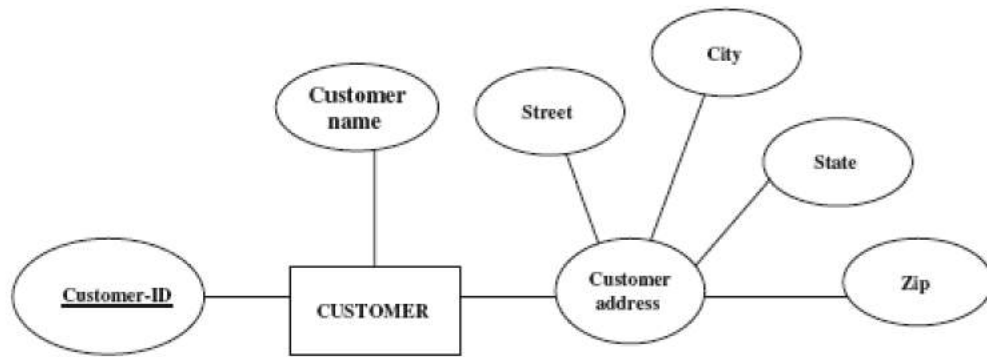 City
Customer
name
Street
State
Customer-ID
CUSTOMER
Customer
address
Zip